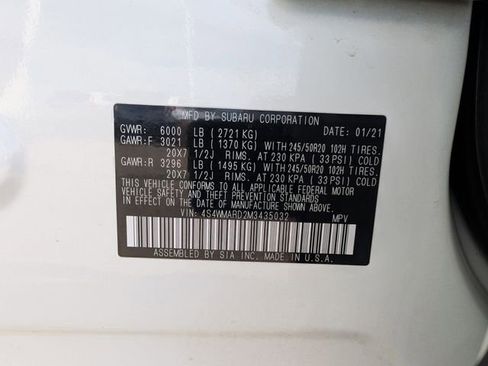 MFD BY SUBARU CORPORATION
GVWR: 6000 LB (2721 KG) DATE: 01/21
GAWR:F 3021 LB (1370 KG) WITH 245/50R20 102H TIRES.
20X7 1/2J RIMS. AT 230 KPA (33 PSI) COLD
GAWR:R 3296 LB (1495 KG) WITH 245/50R20 102H TIRES.
20X7 1/2J RIMS. AT 230 KPA (33 PSI) COLD
THIS VEHICLE CONFORMS TO ALL APPLICABLE FEDERAL MOTOR
VEHICLE SAFETY AND THEFT PREVENTION STANDARDS
IN EFFECT ON THE DATE OF MANUFACTURE SHOWN ABOVE.
VIN: 4S4WMARD2M3435032 MPV
ASSEMBLED BY SIA INC. MADE IN U.S.A.